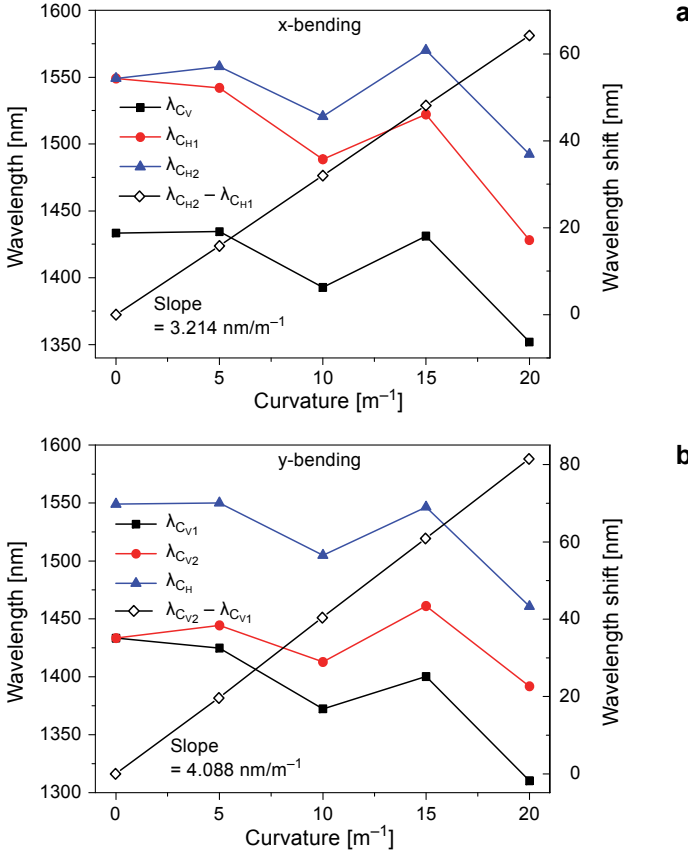 a
x-bending
1600
1550
1500
1450
1400
1350
Wavelength [nm]
λCV
λCH1
λCH2
λCH2 − λCH1
Slope
= 3.214 nm/m−1
60
40
20
0
Wavelength shift [nm]
0 5 10 15 20
Curvature [m−1]
b
y-bending
1600
1550
1500
1450
1400
1350
1300
Wavelength [nm]
λCV1
λCV2
λCH
λCV2 − λCV1
Slope
= 4.088 nm/m−1
80
60
40
20
0
Wavelength shift [nm]
0 5 10 15 20
Curvature [m−1]